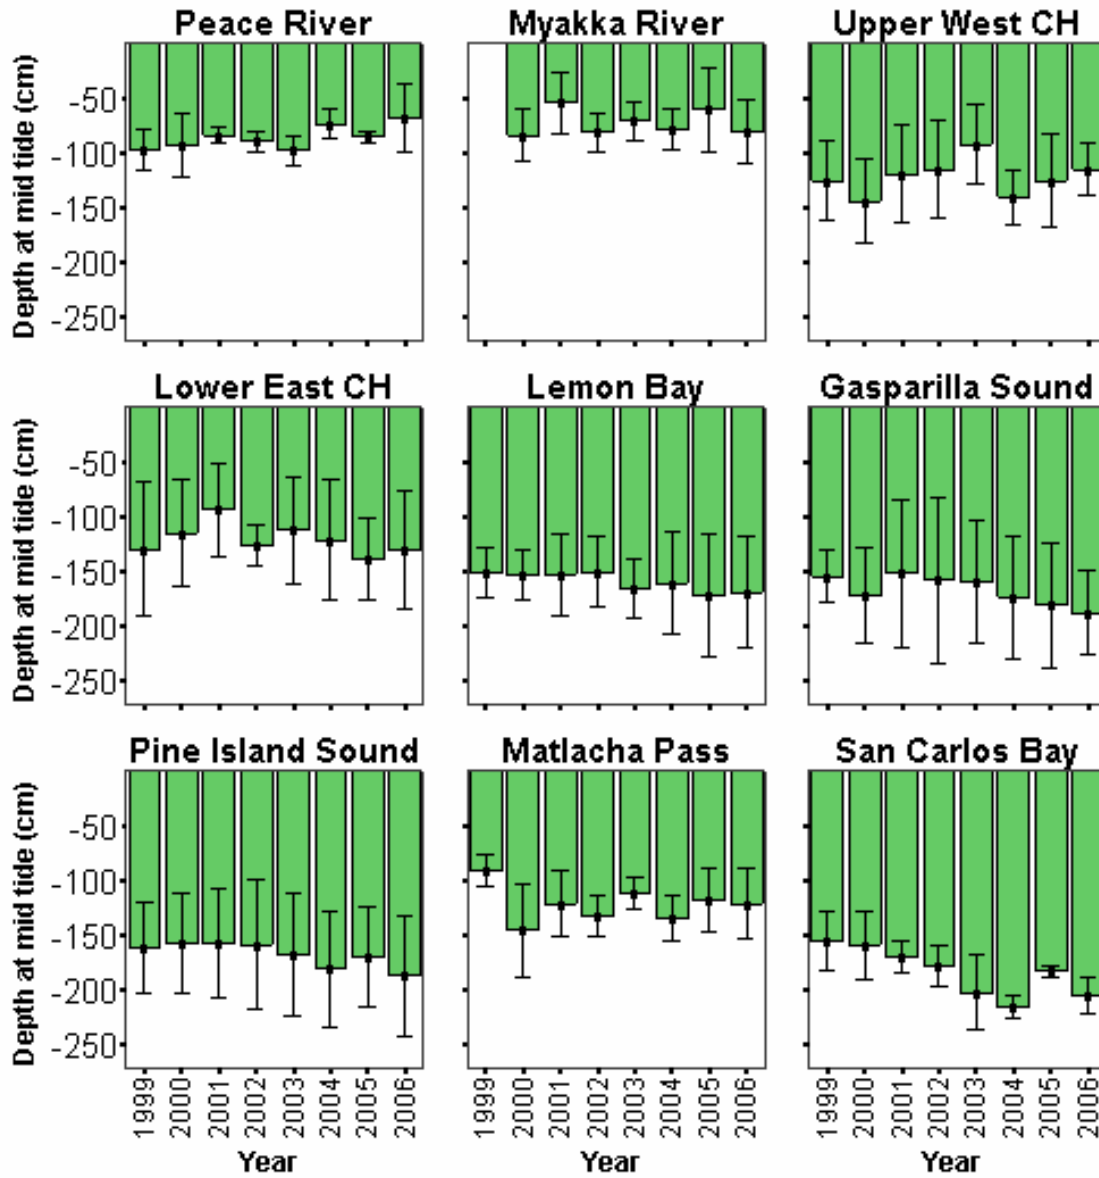 Peace River Myakka River Upper West CH
Depth at mid tide (cm)
-50
-100
-150
-200
-250
Lower East CH Lemon Bay Gasparilla Sound
Depth at mid tide (cm)
-50
-100
-150
-200
-250
Pine Island Sound Matlacha Pass San Carlos Bay
Depth at mid tide (cm)
-50
-100
-150
-200
-250
1999 2000 2001 2002 2003 2004 2005 2006 1999 2000 2001 2002 2003 2004 2005 2006 1999 2000 2001 2002 2003 2004 2005 2006
Year Year Year